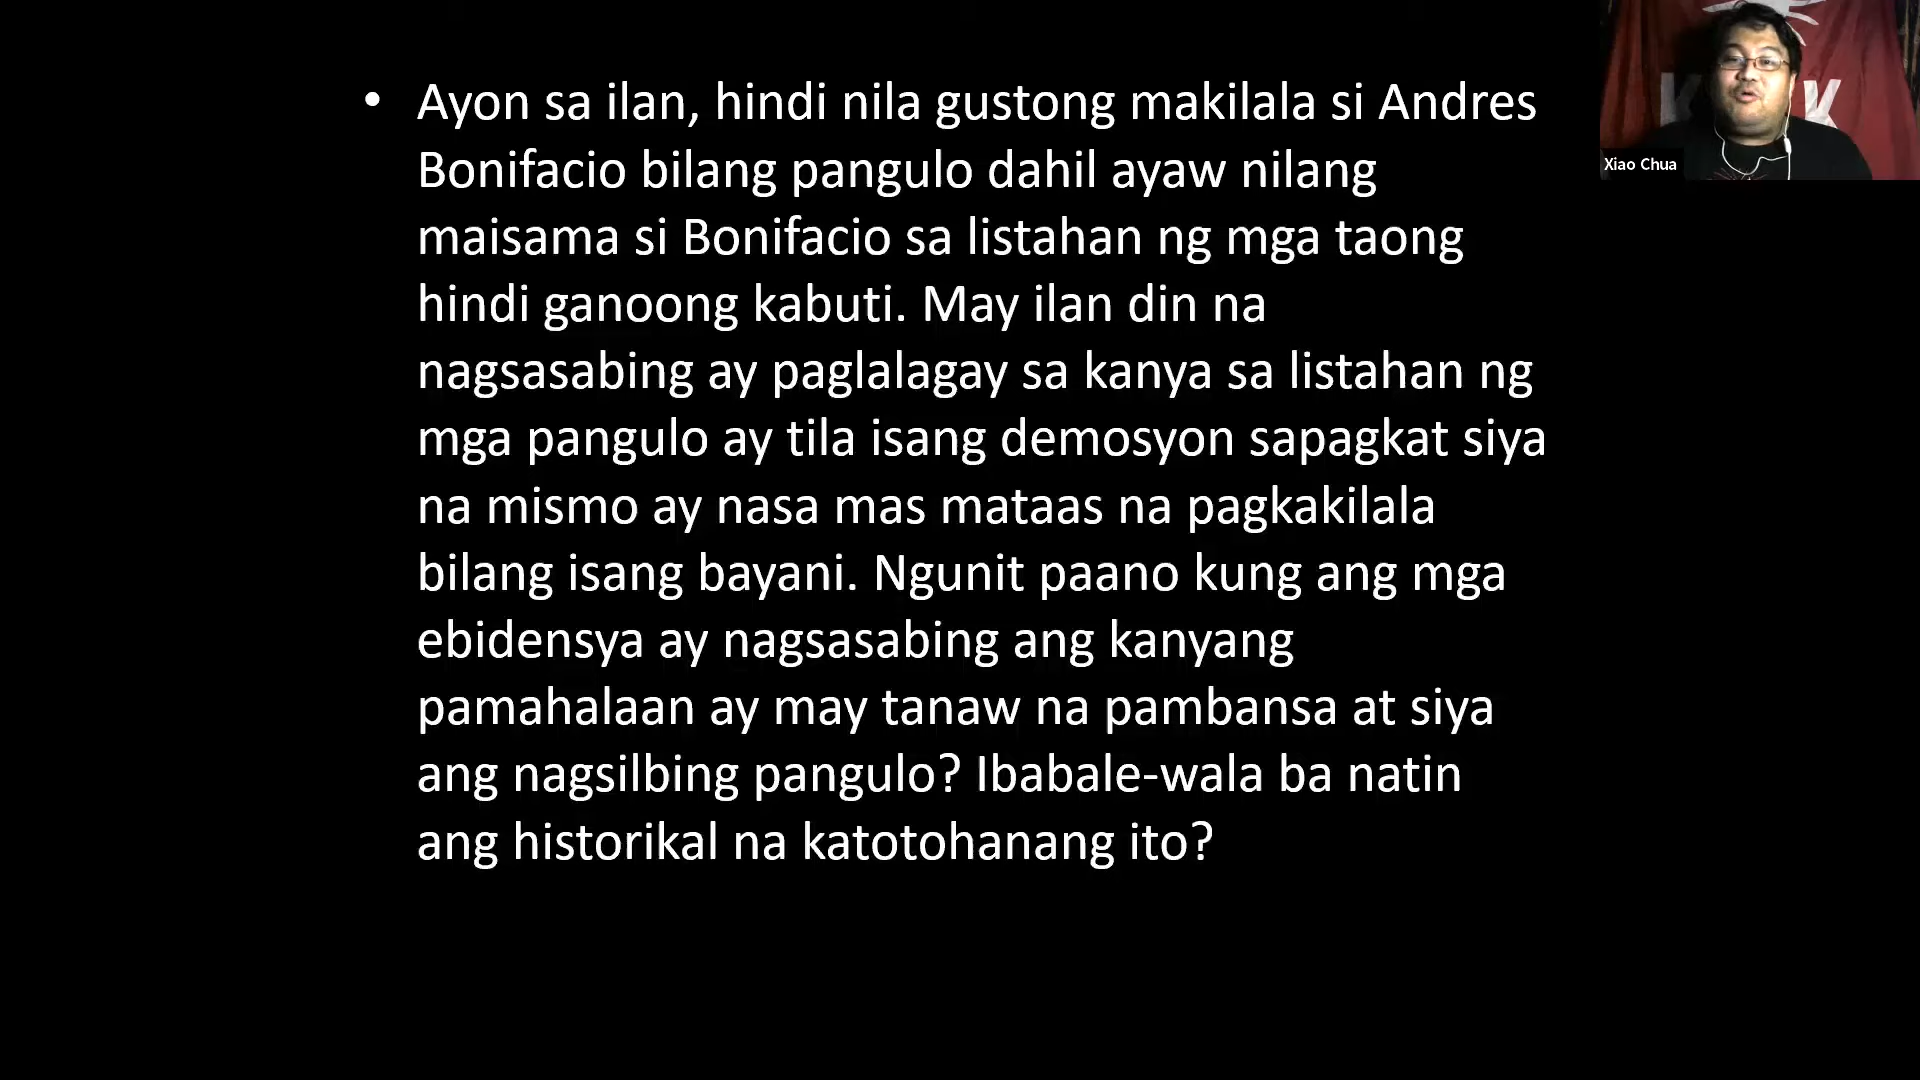 • Ayon sa ilan, hindi nila gustong makilala si Andres
Bonifacio bilang pangulo dahil ayaw nilang
maisama si Bonifacio sa listahan ng mga taong
hindi ganoong kabuti. May ilan din na
nagsasabing ay paglalagay sa kanya sa listahan ng
mga pangulo ay tila isang demosyon sapagkat siya
na mismo ay nasa mas mataas na pagkakilala
bilang isang bayani. Ngunit paano kung ang mga
ebidensya ay nagsasabing ang kanyang
pamahalaan ay may tanaw na pambansa at siya
ang nagsilbing pangulo? Ibabale-wala ba natin
ang historikal na katotohanang ito?
K K
Xiao Chua